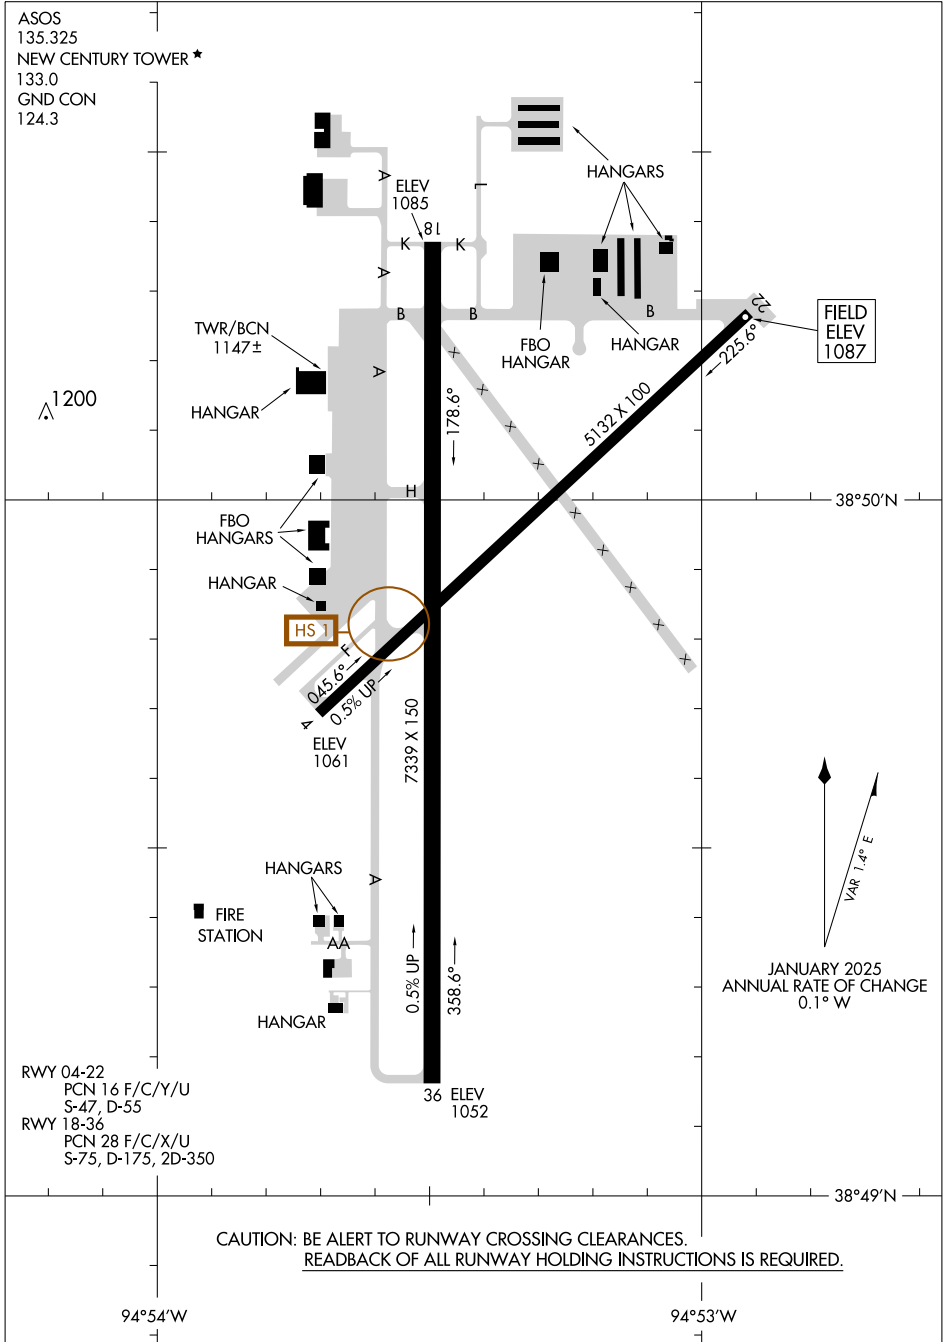 ASOS
135.325
NEW CENTURY TOWER ★
133.0
GND CON
124.3
HANGARS
A
L
ELEV
1085
18
K
K
A
B
B
B
22
FIELD
ELEV
1087
TWR/BCN
1147±
FBO
HANGAR
HANGAR
225.6°
A
X
HANGAR
1200
X
178.6°
5132 X 100
X
X
H
38°50'N
FBO
HANGARS
X
X
HANGAR
X
HS 1
X
F
X
045.6°
0.5% UP
4
ELEV
1061
7339 X 150
VAR 1.4° E
HANGARS
A
FIRE
STATION
AA
0.5% UP
358.6°
JANUARY 2025
ANNUAL RATE OF CHANGE
0.1° W
HANGAR
RWY 04-22
PCN 16 F/C/Y/U
S-47, D-55
RWY 18-36
PCN 28 F/C/X/U
S-75, D-175, 2D-350
36
ELEV
1052
38°49'N
CAUTION: BE ALERT TO RUNWAY CROSSING CLEARANCES.
READBACK OF ALL RUNWAY HOLDING INSTRUCTIONS IS REQUIRED.
94°54'W
94°53'W